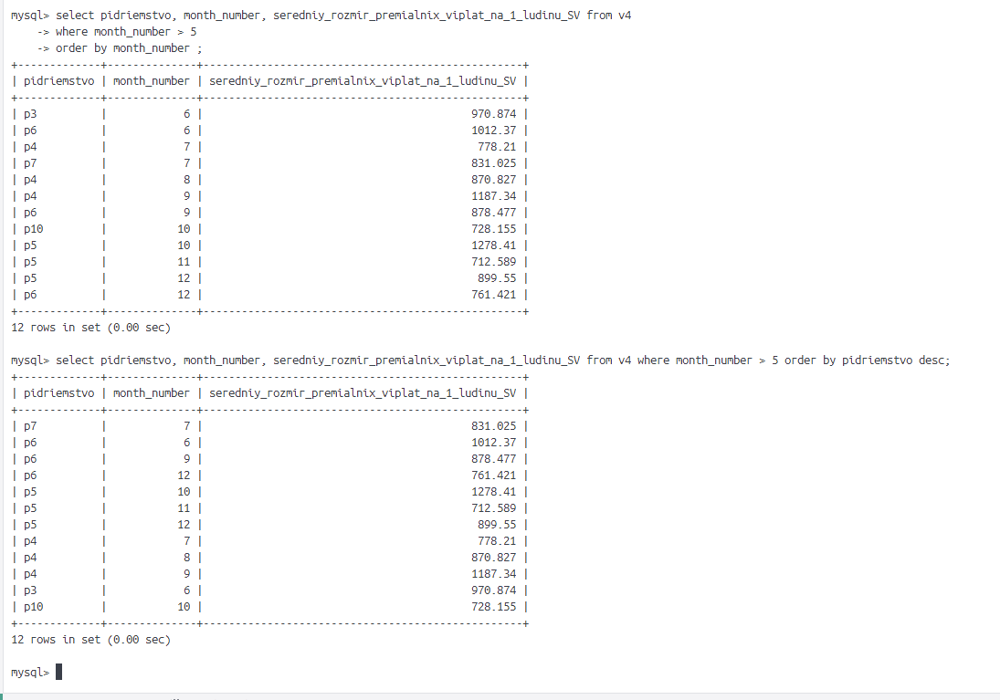 mysql> select pidriemstvo, month_number, seredniy_rozmir_premialnix_viplat_na_1_ludinu_SV from v4
    -> where month_number > 5
    -> order by month_number ;
+-------------+--------------+--------------------------------------------------+
| pidriemstvo | month_number | seredniy_rozmir_premialnix_viplat_na_1_ludinu_SV |
+-------------+--------------+--------------------------------------------------+
| p3          |            6 |                                          970.874 |
| p6          |            6 |                                          1012.37 |
| p4          |            7 |                                           778.21 |
| p7          |            7 |                                          831.025 |
| p4          |            8 |                                          870.827 |
| p4          |            9 |                                          1187.34 |
| p6          |            9 |                                          878.477 |
| p10         |           10 |                                          728.155 |
| p5          |           10 |                                          1278.41 |
| p5          |           11 |                                          712.589 |
| p5          |           12 |                                           899.55 |
| p6          |           12 |                                          761.421 |
+-------------+--------------+--------------------------------------------------+
12 rows in set (0.00 sec)

mysql> select pidriemstvo, month_number, seredniy_rozmir_premialnix_viplat_na_1_ludinu_SV from v4 where month_number > 5 order by pidriemstvo desc;
+-------------+--------------+--------------------------------------------------+
| pidriemstvo | month_number | seredniy_rozmir_premialnix_viplat_na_1_ludinu_SV |
+-------------+--------------+--------------------------------------------------+
| p7          |            7 |                                          831.025 |
| p6          |            6 |                                          1012.37 |
| p6          |            9 |                                          878.477 |
| p6          |           12 |                                          761.421 |
| p5          |           10 |                                          1278.41 |
| p5          |           11 |                                          712.589 |
| p5          |           12 |                                           899.55 |
| p4          |            7 |                                           778.21 |
| p4          |            8 |                                          870.827 |
| p4          |            9 |                                          1187.34 |
| p3          |            6 |                                          970.874 |
| p10         |           10 |                                          728.155 |
+-------------+--------------+--------------------------------------------------+
12 rows in set (0.00 sec)

mysql>